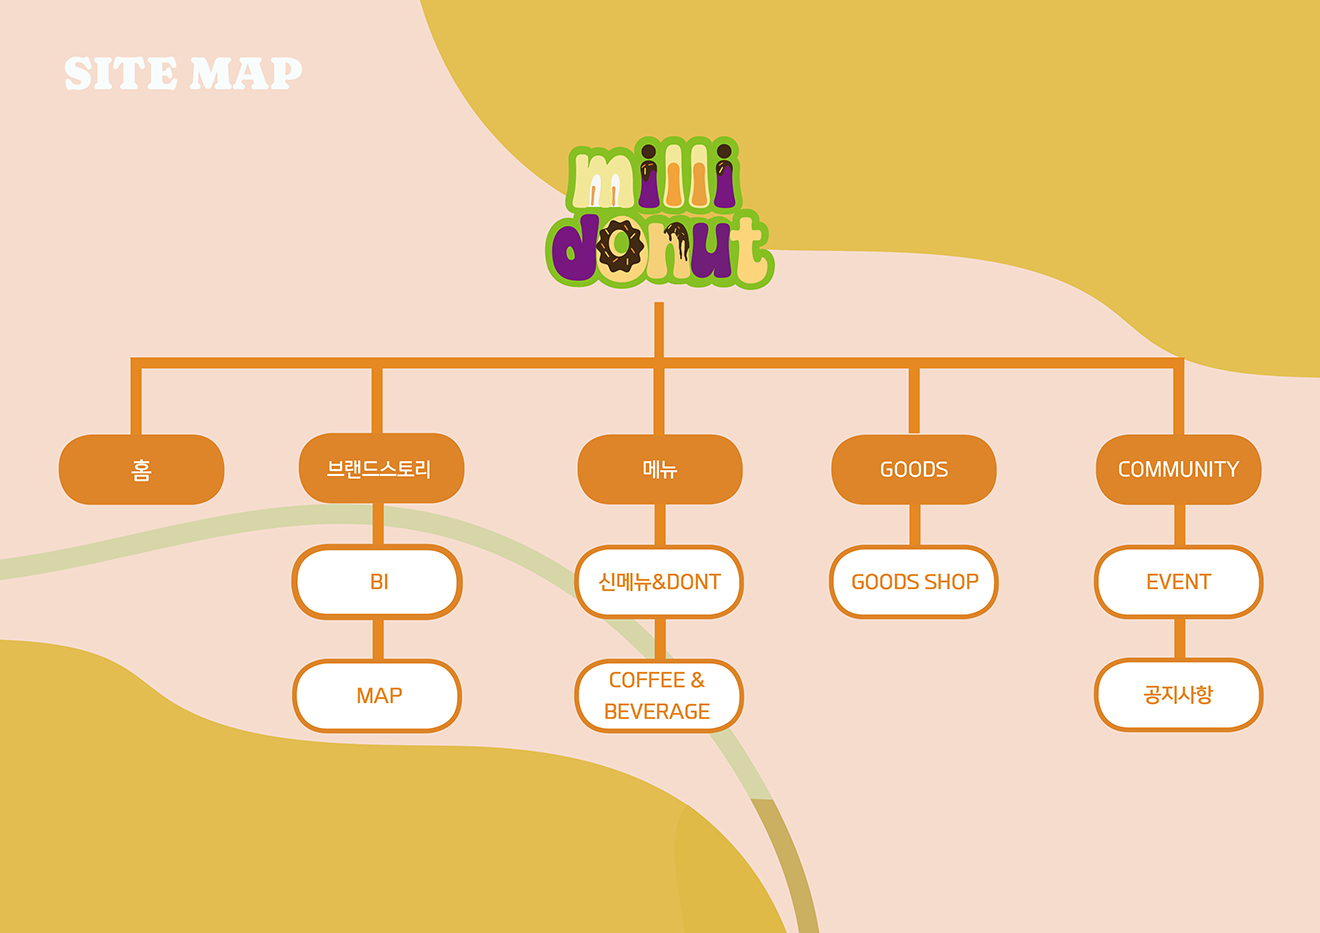 SITE MAP
milli
donut
홈
브랜드스토리
메뉴
GOODS
COMMUNITY
BI
신메뉴&DONT
GOODS SHOP
EVENT
MAP
COFFEE &
BEVERAGE
공지사항